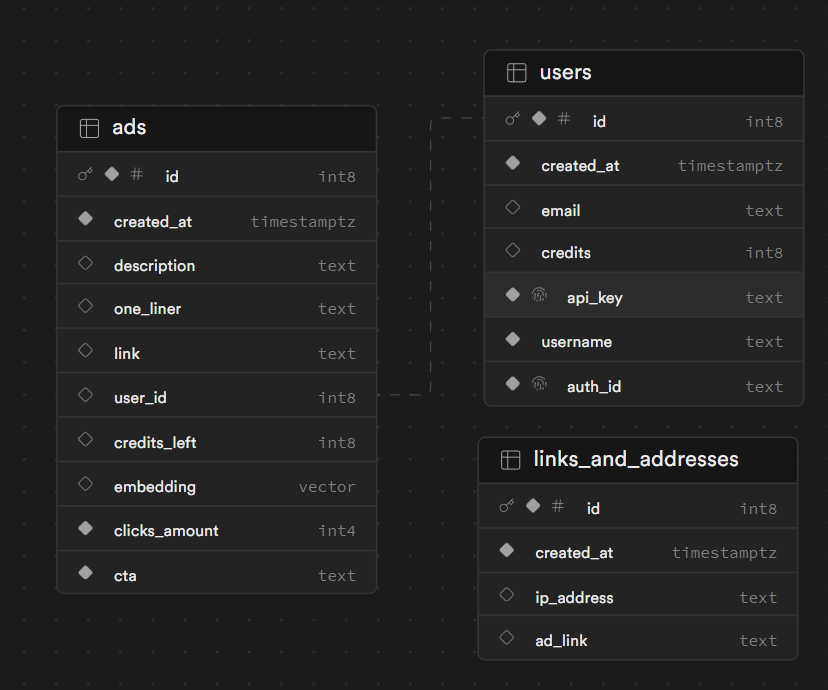 ads
# id int8
created_at timestamptz
description text
one_liner text
link text
user_id int8
credits_left int8
embedding vector
clicks_amount int4
cta text
users
# id int8
created_at timestamptz
email text
credits int8
api_key text
username text
auth_id text
links_and_addresses
# id int8
created_at timestamptz
ip_address text
ad_link text